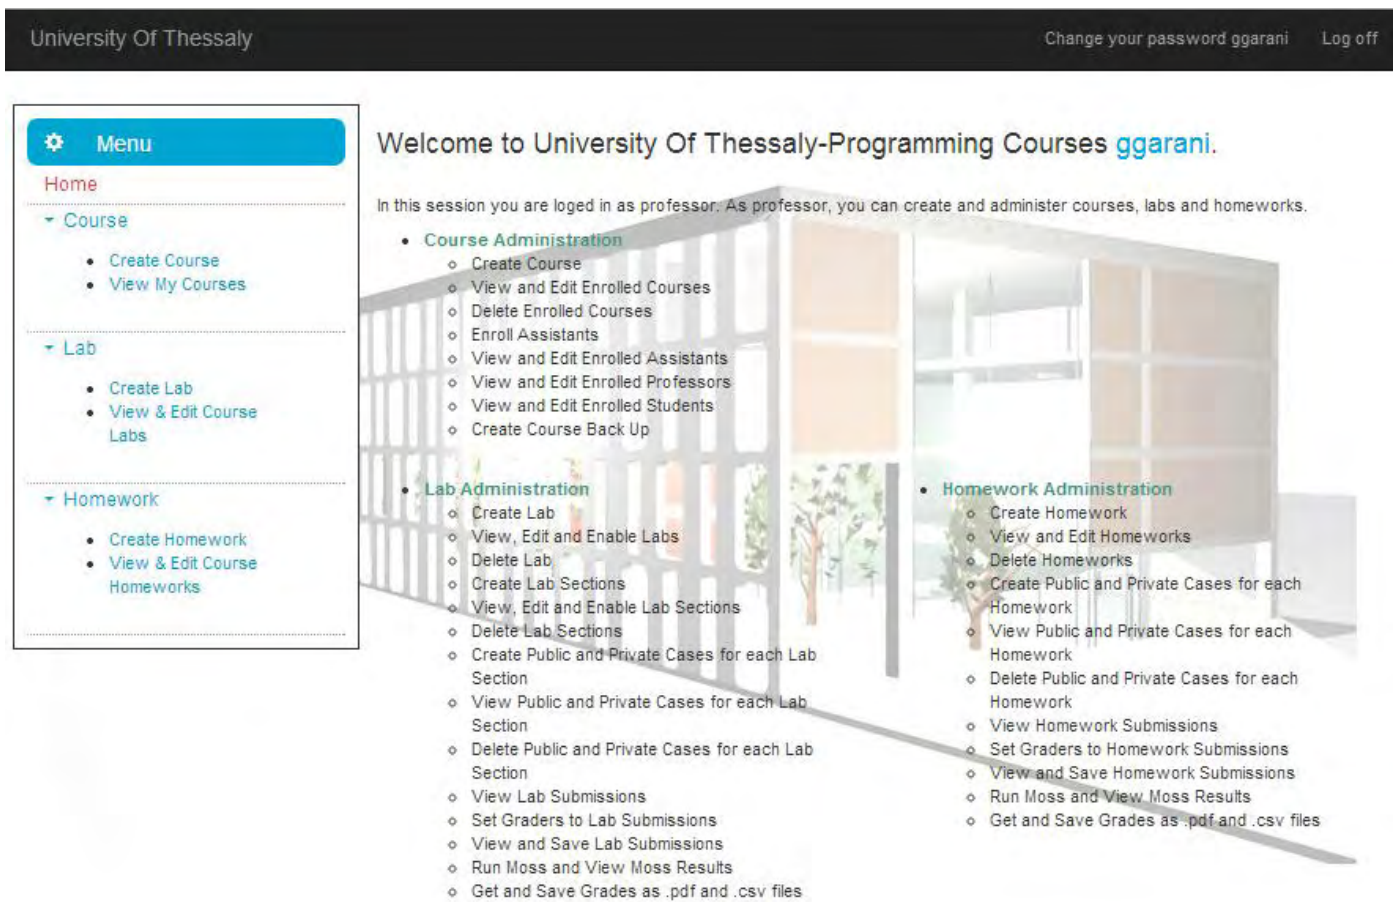 University Of Thessaly
Change your password ggarani
Log off
Menu
Home
Course
Create Course
View My Courses
Lab
Create Lab
View & Edit Course
Labs
Homework
Create Homework
View & Edit Course
Homeworks
Welcome to University Of Thessaly-Programming Courses ggarani.
In this session you are loged in as professor. As professor, you can create and administer courses, labs and homeworks.
Course Administration
Create Course
View and Edit Enrolled Courses
Delete Enrolled Courses
Enroll Assistants
View and Edit Enrolled Assistants
View and Edit Enrolled Professors
View and Edit Enrolled Students
Create Course Back Up
Lab Administration
Create Lab
View, Edit and Enable Labs
Delete Lab
Create Lab Sections
View, Edit and Enable Lab Sections
Delete Lab Sections
Create Public and Private Cases for each Lab
Section
View Public and Private Cases for each Lab
Section
Delete Public and Private Cases for each Lab
Section
View Lab Submissions
Set Graders to Lab Submissions
View and Save Lab Submissions
Run Moss and View Moss Results
Get and Save Grades as .pdf and .csv files
Homework Administration
Create Homework
View and Edit Homeworks
Delete Homeworks
Create Public and Private Cases for each
Homework
View Public and Private Cases for each
Homework
Delete Public and Private Cases for each
Homework
View Homework Submissions
Set Graders to Homework Submissions
View and Save Homework Submissions
Run Moss and View Moss Results
Get and Save Grades as .pdf and .csv files